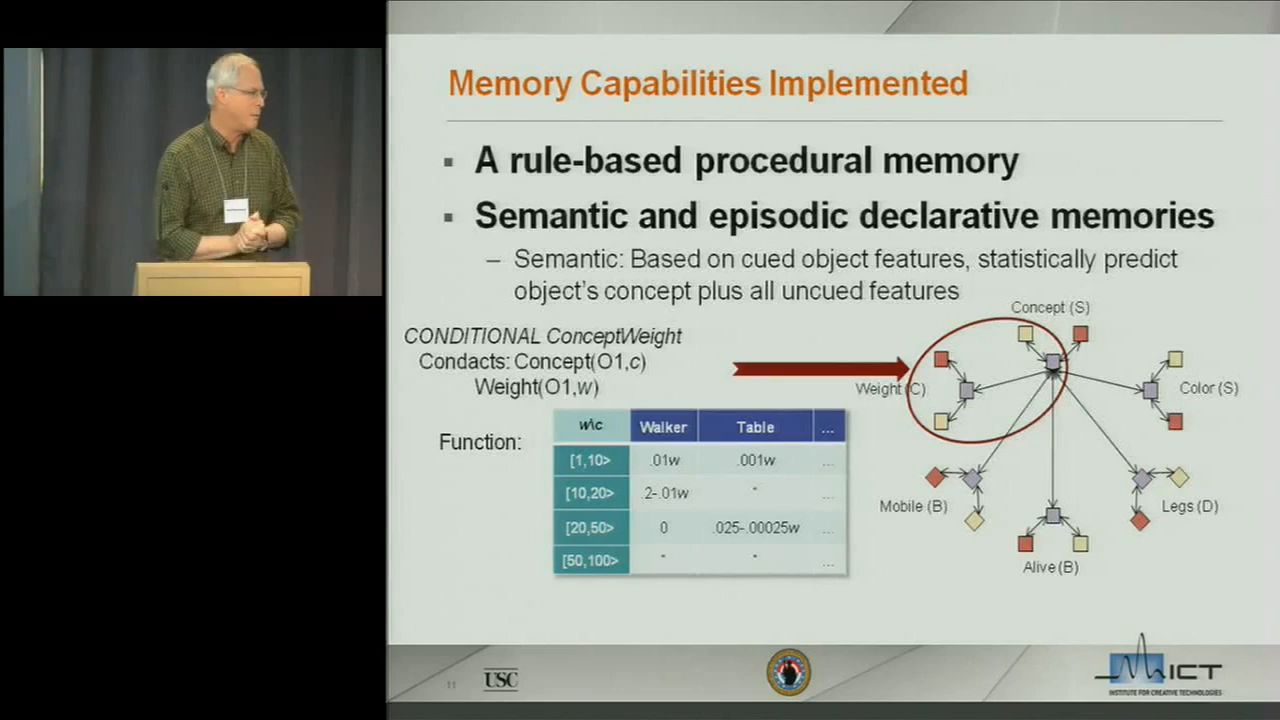 Memory Capabilities Implemented
▪ A rule-based procedural memory
▪ Semantic and episodic declarative memories
– Semantic: Based on cued object features, statistically predict
object's concept plus all uncued features
CONDITIONAL ConceptWeight
Condacts: Concept(O1,c)
Weight(O1,w)
Function:
w\c Walker Table ...
[1,10> .01w .001w ...
[10,20> .2-.01w " ...
[20,50> 0 .025-.00025w ...
[50,100> " " ...
Concept (S)
Weight (C)
Color (S)
Mobile (B)
Legs (D)
Alive (B)
11
USC
ICT
INSTITUTE FOR CREATIVE TECHNOLOGIES